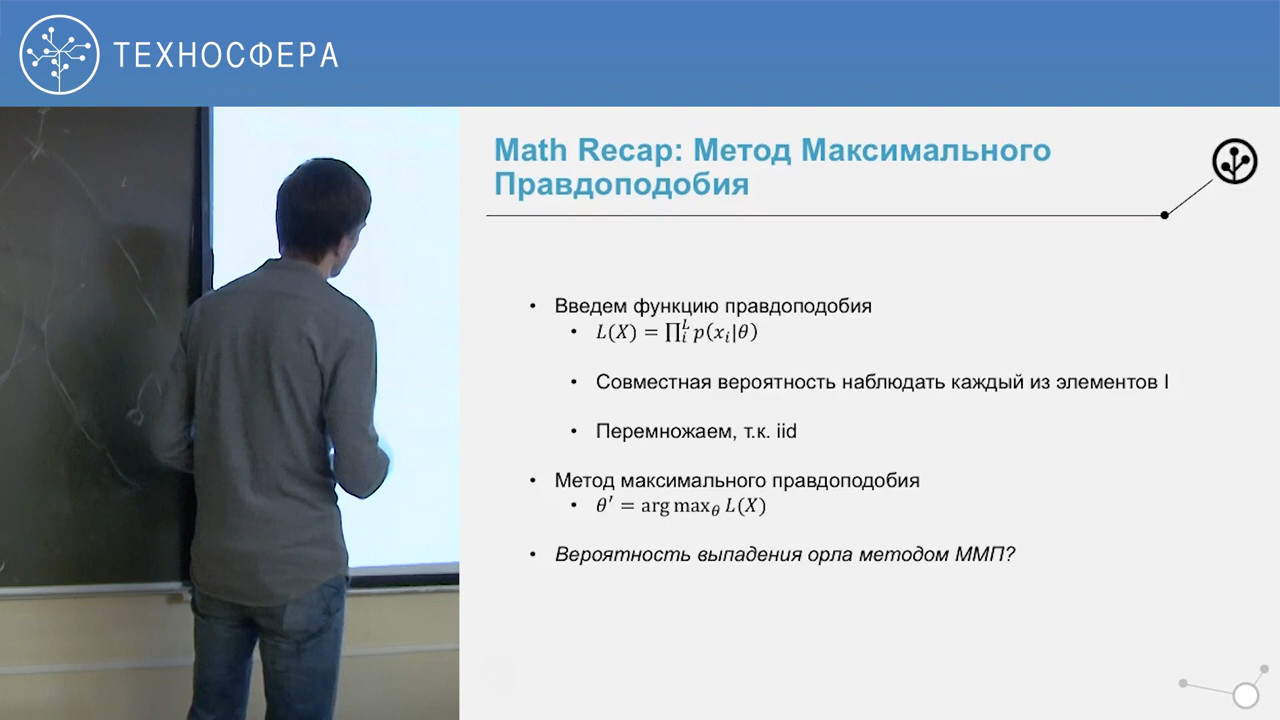 ТЕХНОСФЕРА
Math Recap: Метод Максимального
Правдоподобия
• Введем функцию правдоподобия
• L(X) = ∏ᵢᴸ p(xᵢ|θ)
• Совместная вероятность наблюдать каждый из элементов I
• Перемножаем, т.к. iid
• Метод максимального правдоподобия
• θ′ = arg max_θ L(X)
• Вероятность выпадения орла методом ММП?